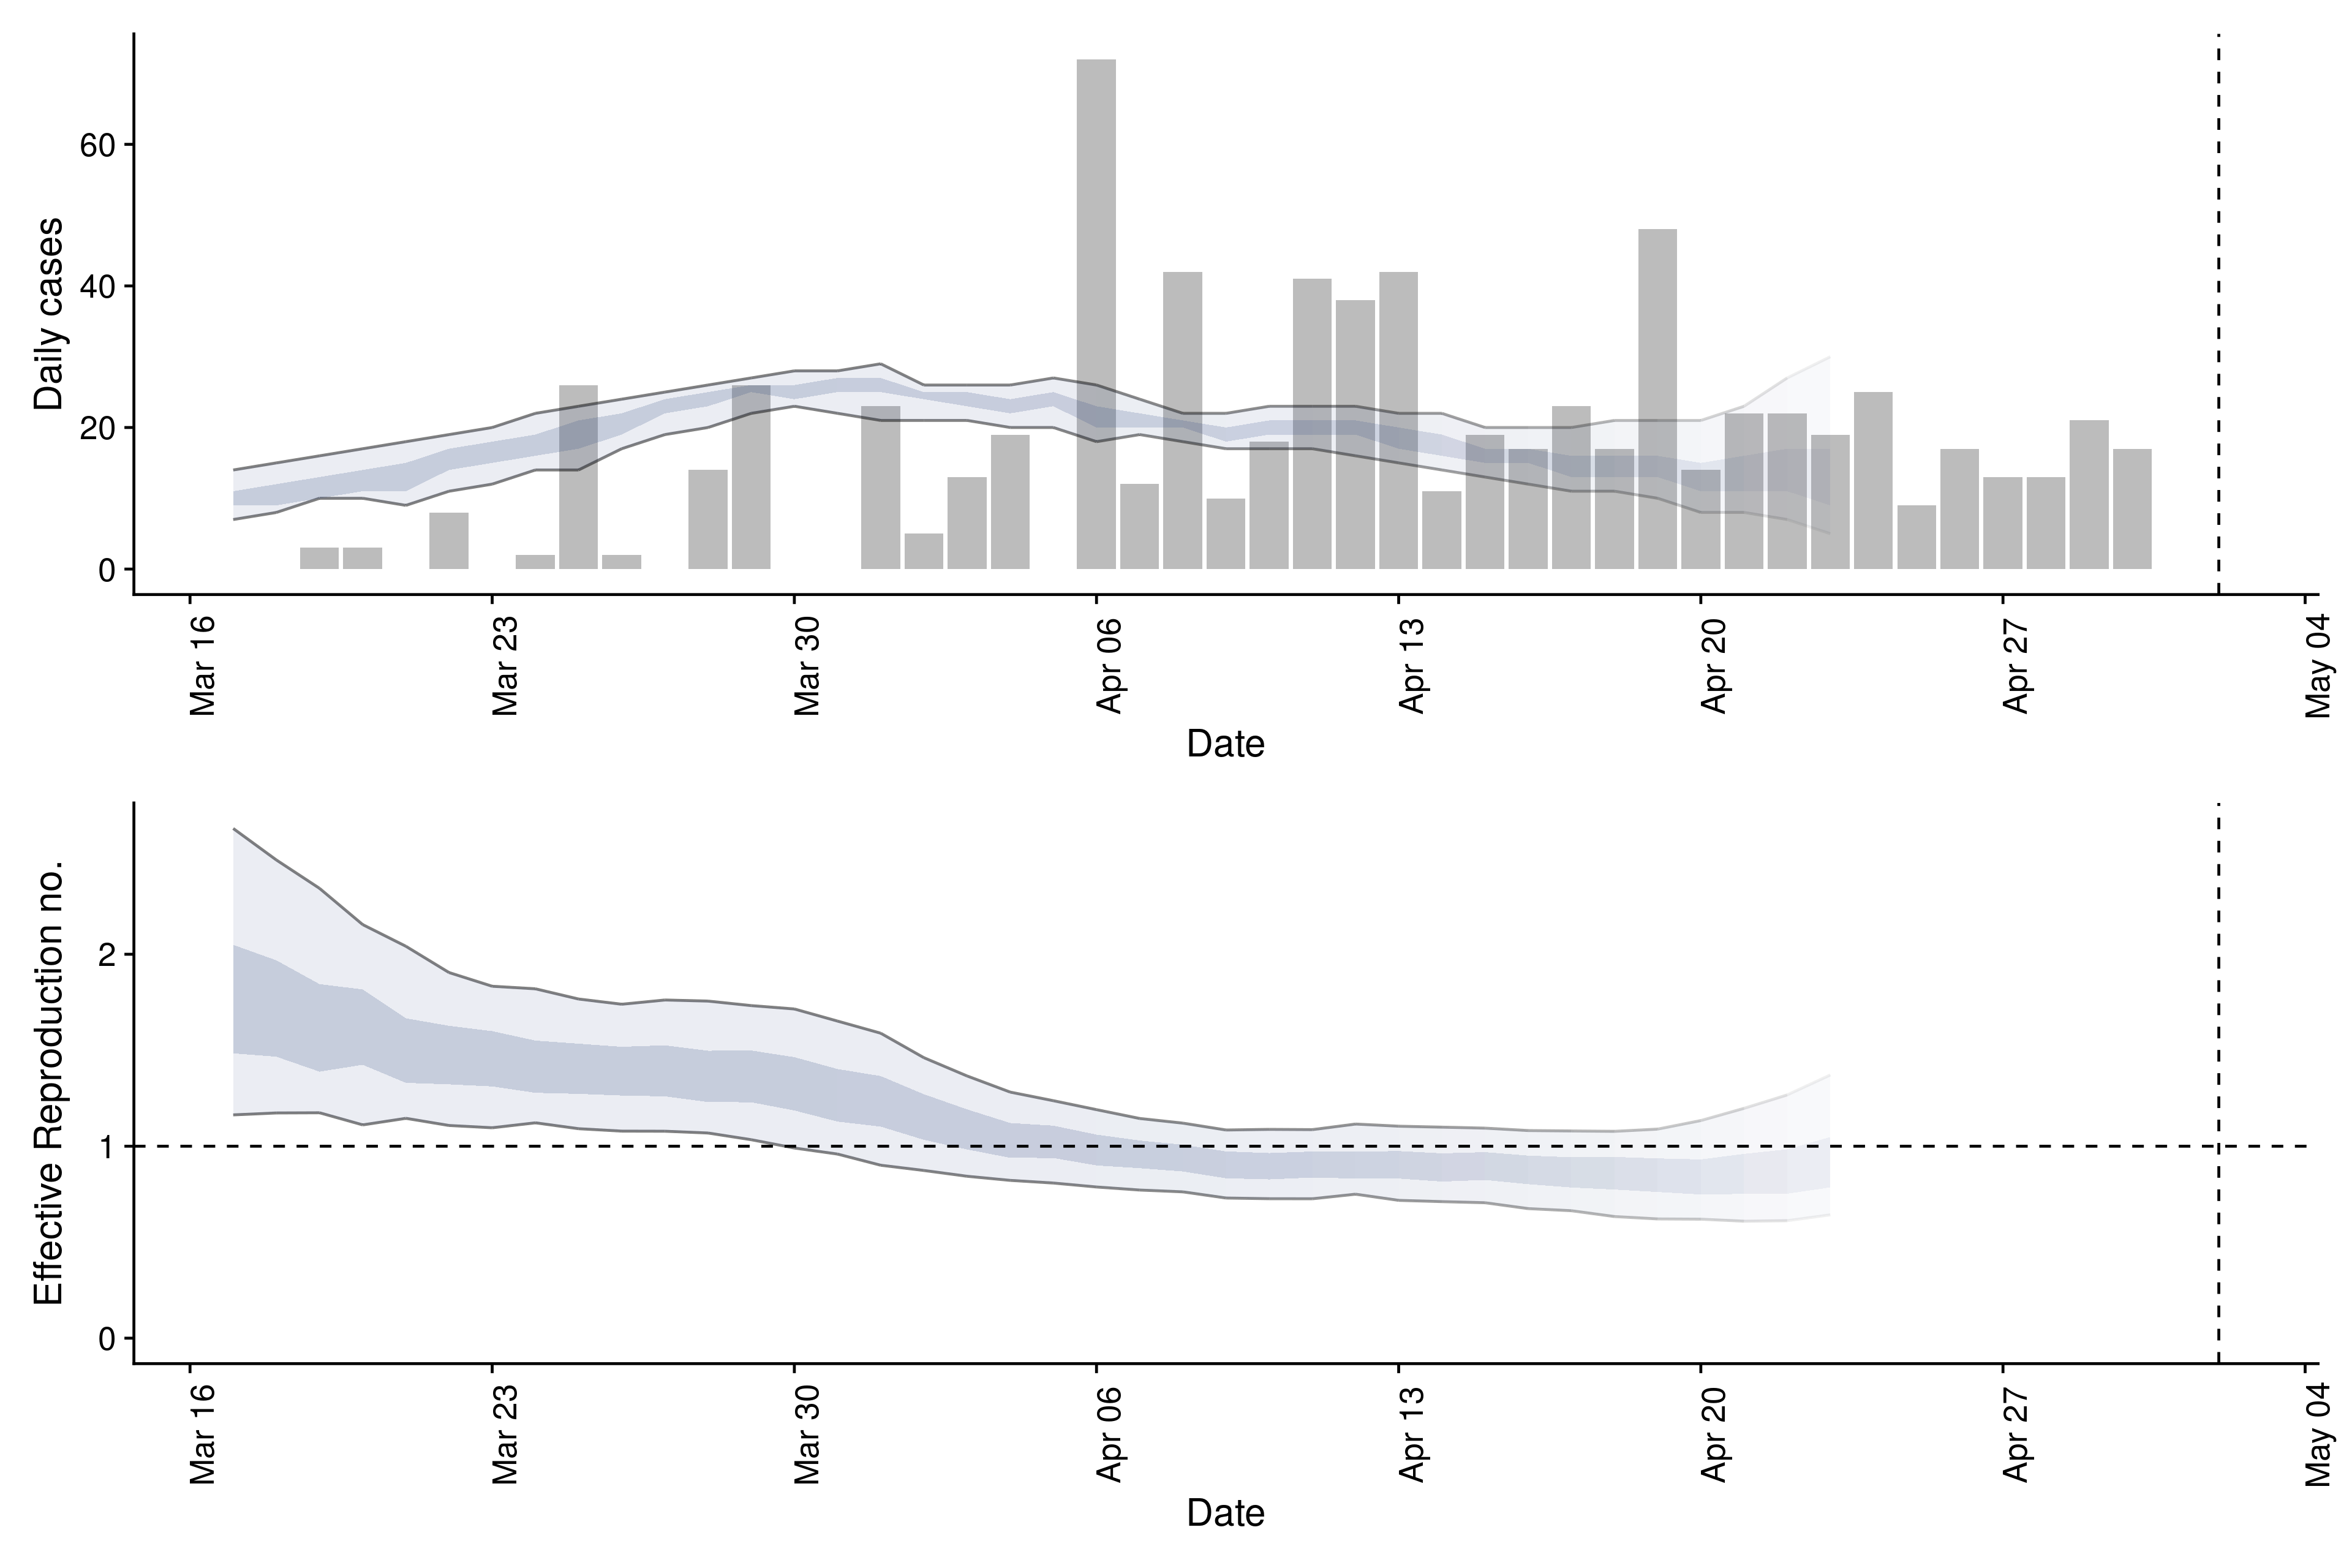 Daily cases
60
40
20
0
Mar 16
Mar 23
Mar 30
Apr 06
Apr 13
Apr 20
Apr 27
May 04
Date
Effective Reproduction no.
2
1
0
Mar 16
Mar 23
Mar 30
Apr 06
Apr 13
Apr 20
Apr 27
May 04
Date